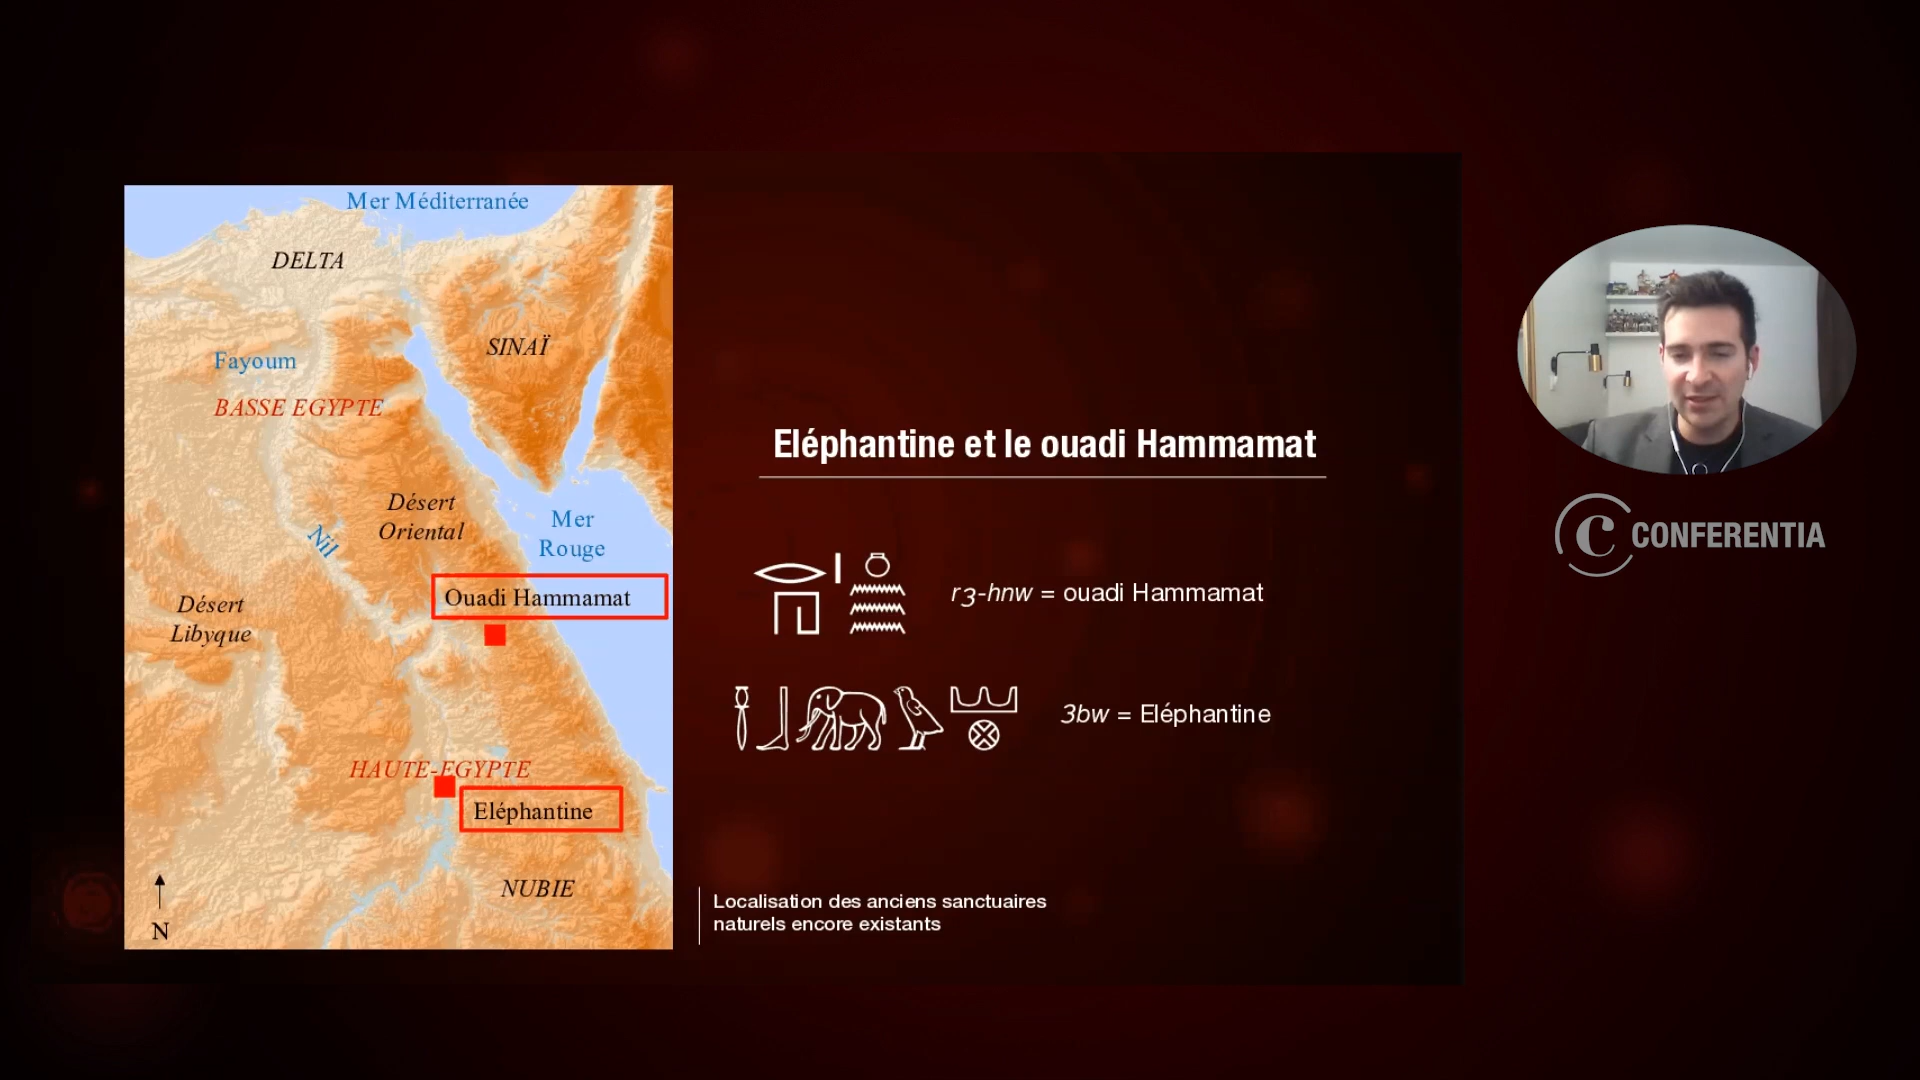 Mer Méditerranée
DELTA
SINAÏ
Fayoum
BASSE EGYPTE
Désert
Oriental
Mer
Rouge
Nil
Ouadi Hammamat
Désert
Libyque
HAUTE-EGYPTE
Eléphantine
NUBIE
N
Eléphantine et le ouadi Hammamat
r3-hnw = ouadi Hammamat
3bw = Eléphantine
Localisation des anciens sanctuaires
naturels encore existants
C CONFERENTIA